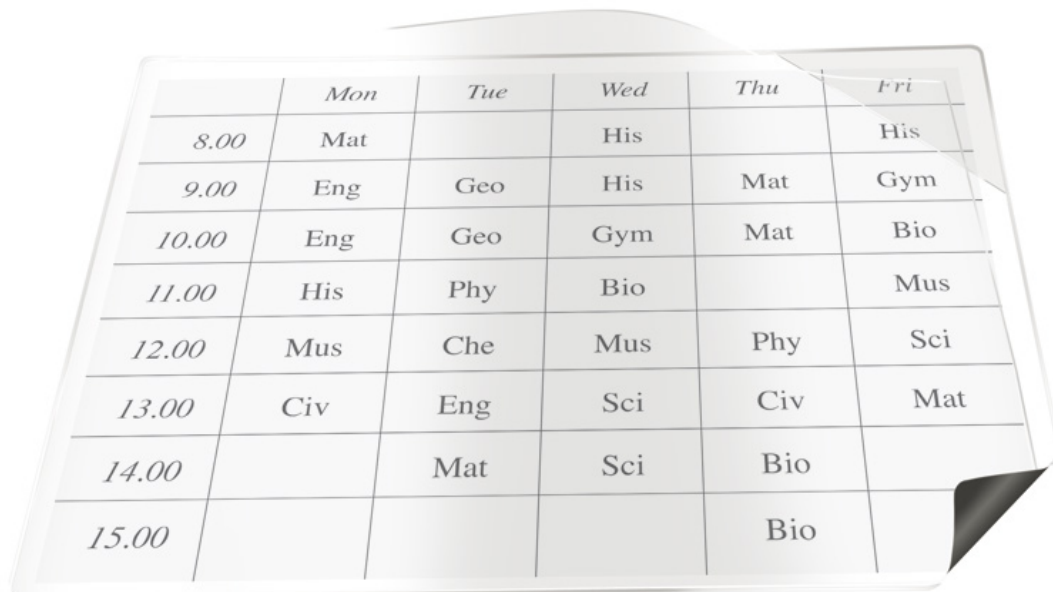 Mon Tue Wed Thu Fri
8.00 Mat His His
9.00 Eng Geo His Mat Gym
10.00 Eng Geo Gym Mat Bio
11.00 His Phy Bio Mus
12.00 Mus Che Mus Phy Sci
13.00 Civ Eng Sci Civ Mat
14.00 Mat Sci Bio
15.00 Bio